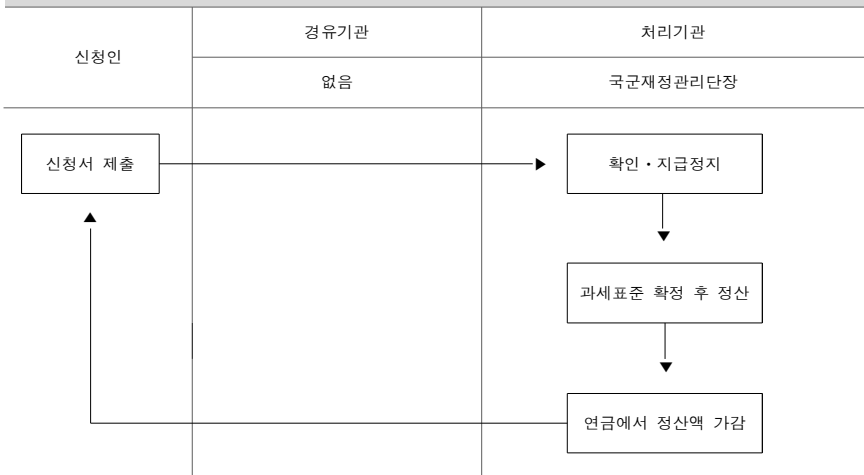 신청인
경유기관
처리기관
없음
국군재정관리단장
신청서 제출
확인・지급정지
과세표준 확정 후 정산
연금에서 정산액 가감